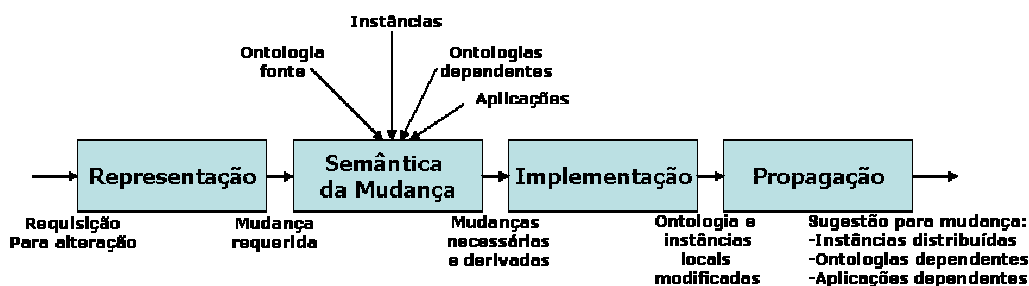 Instâncias
Ontologia
fonte
Ontologias
dependentes
Aplicações
Representação
Semântica
da Mudança
Implementação
Propagação
Requisição
Para alteração
Mudança
requerida
Mudanças
necessárias
e derivadas
Ontologia e
instâncias
locais
modificadas
Sugestão para mudança:
-Instâncias distribuídas
-Ontologias dependentes
-Aplicações dependentes